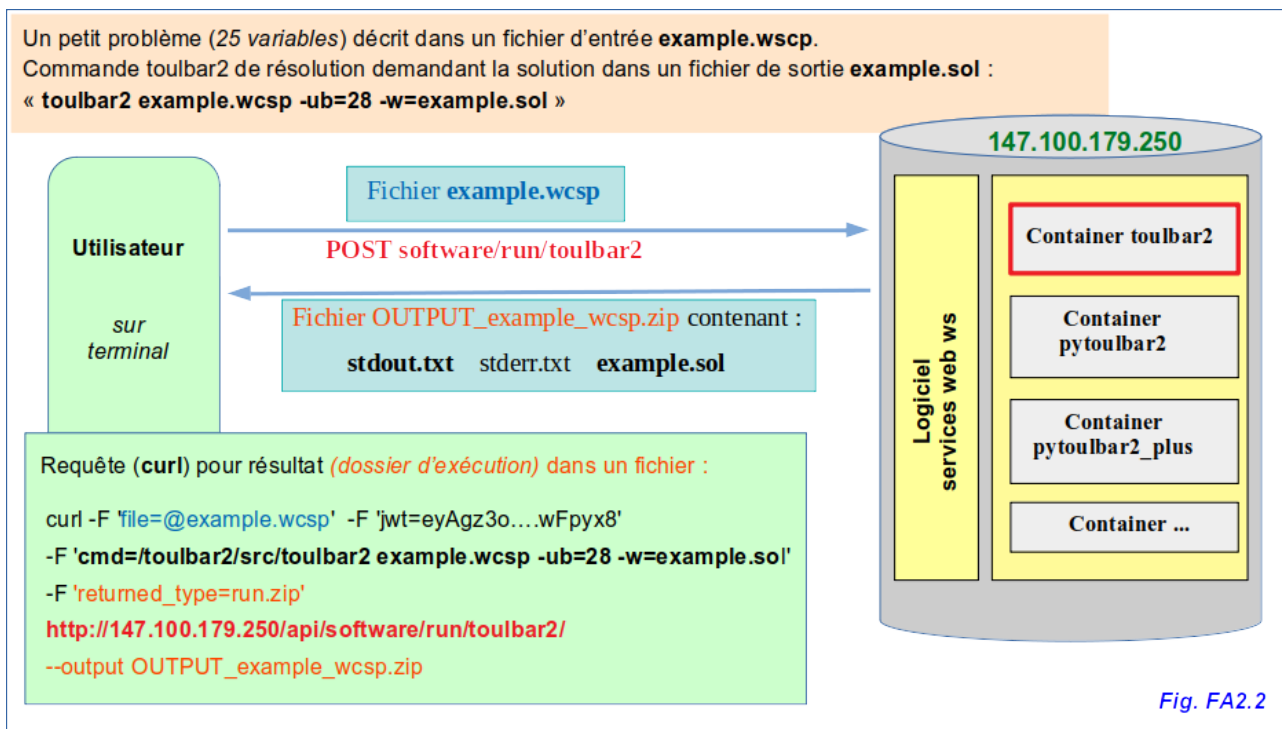 Un petit problème (25 variables) décrit dans un fichier d'entrée example.wscp.
Commande toulbar2 de résolution demandant la solution dans un fichier de sortie example.sol :
« toulbar2 example.wcsp -ub=28 -w=example.sol »
147.100.179.250
Utilisateur
sur
terminal
Fichier example.wcsp
POST software/run/toulbar2
Fichier OUTPUT_example_wcsp.zip contenant :
stdout.txt stderr.txt example.sol
Logiciel
services web ws
Container toulbar2
Container
pytoulbar2
Container
pytoulbar2_plus
Container ...
Requête (curl) pour résultat (dossier d'exécution) dans un fichier :
curl -F 'file=@example.wcsp' -F 'jwt=eyAgz3o....wFpyx8'
-F 'cmd=/toulbar2/src/toulbar2 example.wcsp -ub=28 -w=example.sol'
-F 'returned_type=run.zip'
http://147.100.179.250/api/software/run/toulbar2/
--output OUTPUT_example_wcsp.zip
Fig. FA2.2